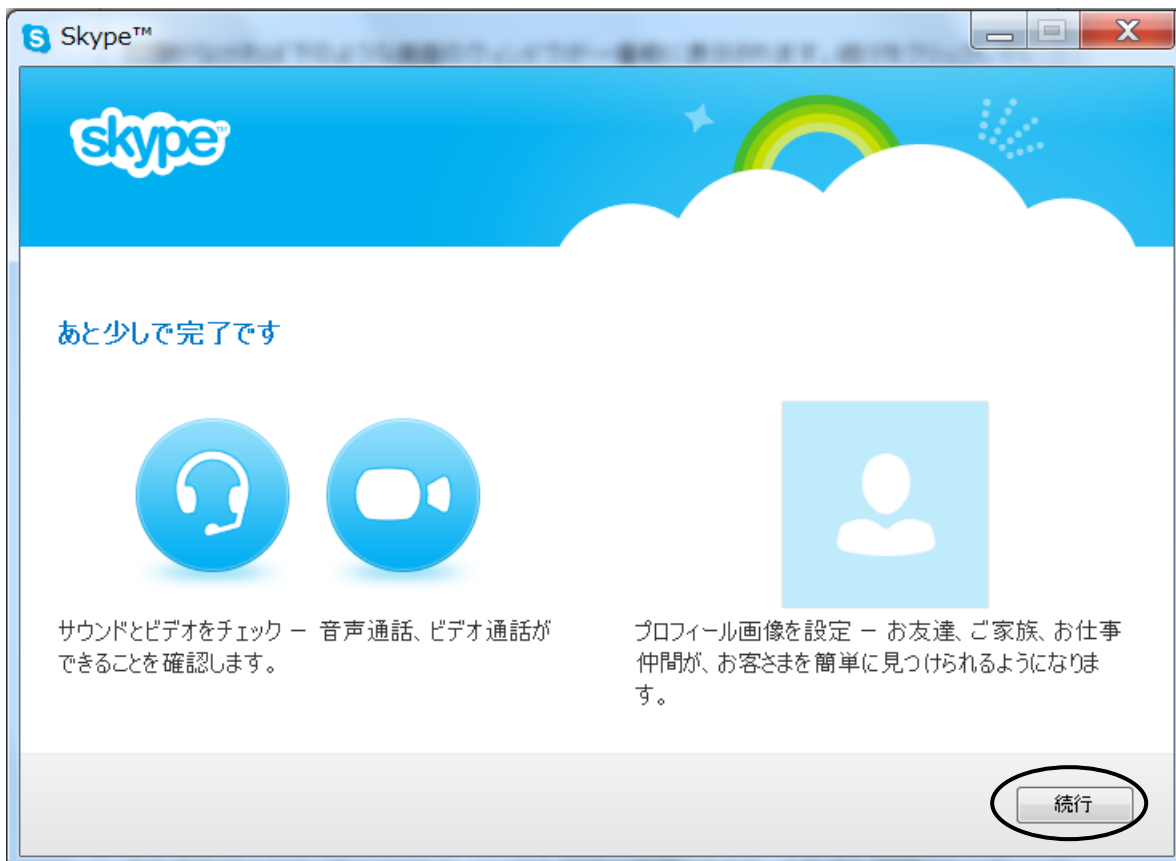 Skype™
skype™
あと少しで完了です
サウンドとビデオをチェック － 音声通話、ビデオ通話が
できることを確認します。
プロフィール画像を設定 － お友達、ご家族、お仕事
仲間が、お客さまを簡単に見つけられるようになりま
す。
続行